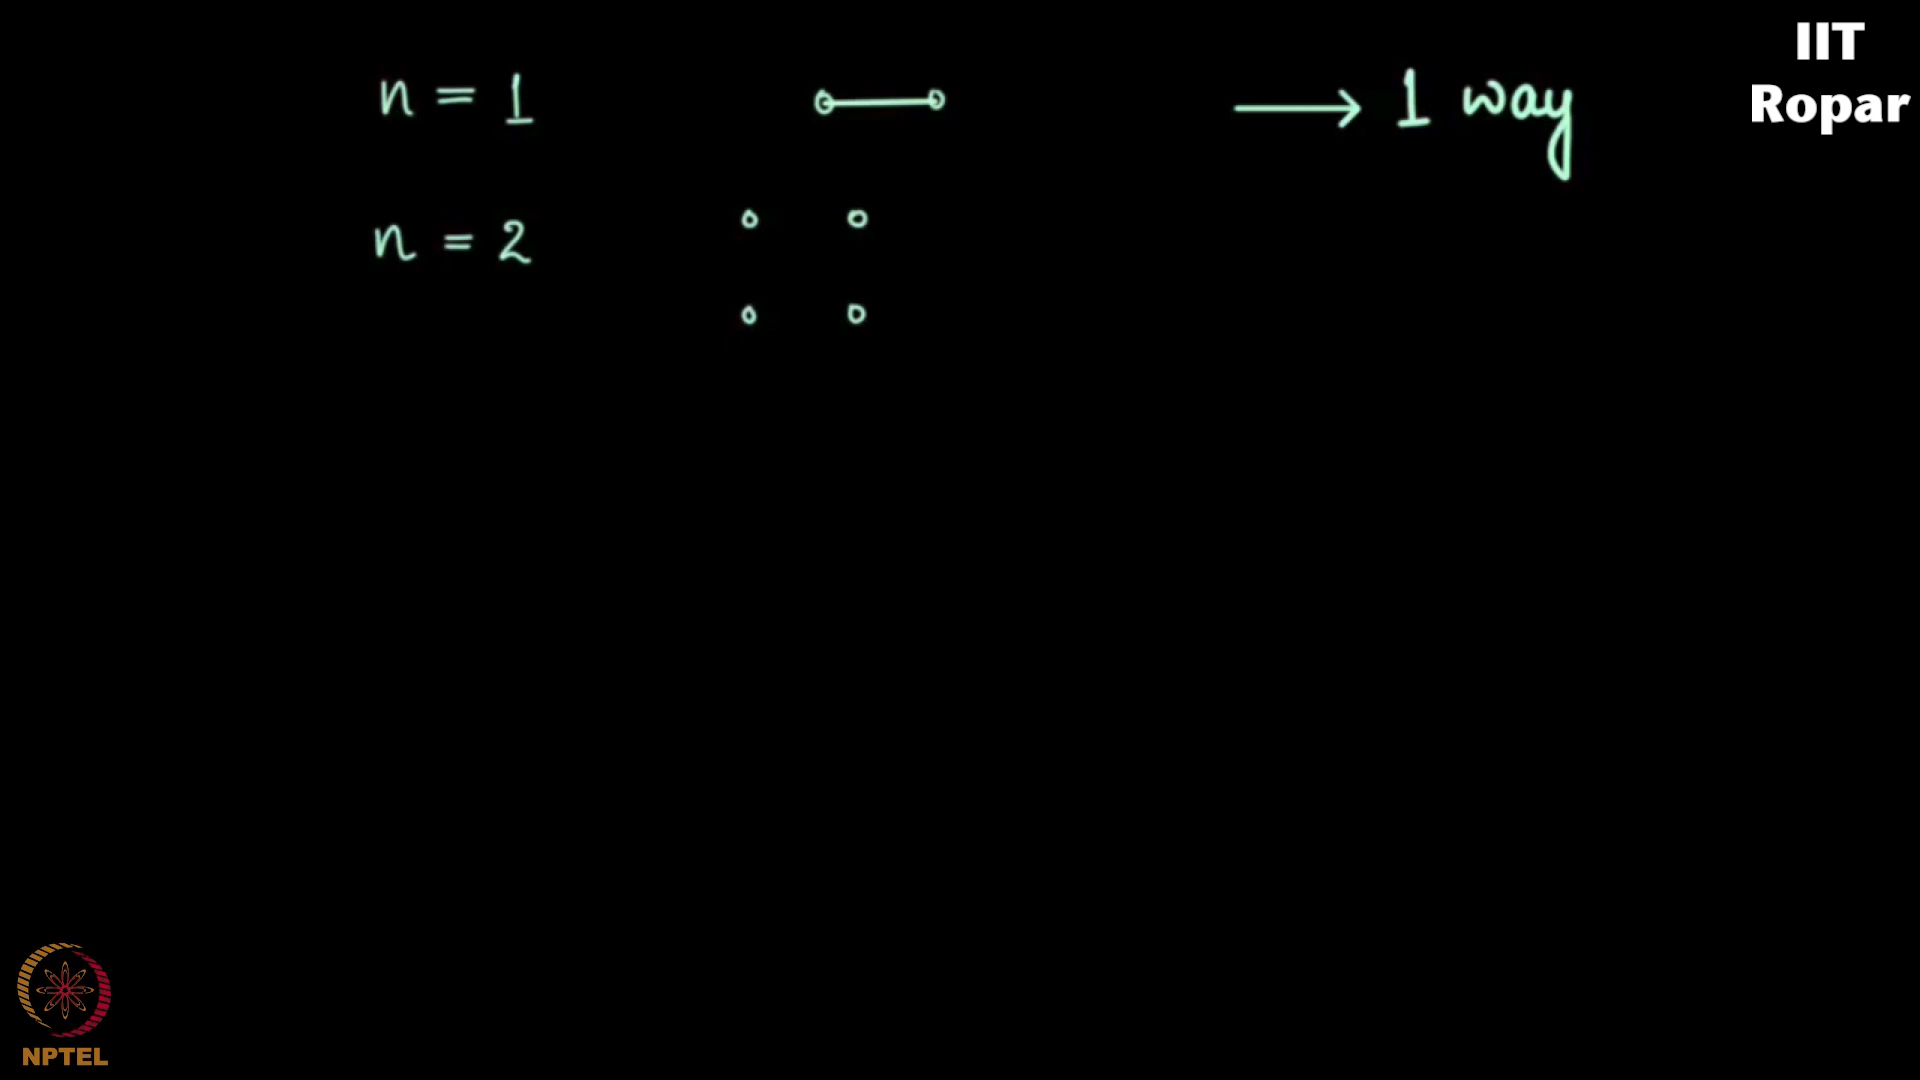 IIT
Ropar
n = 1 → 1 way
n = 2
NPTEL